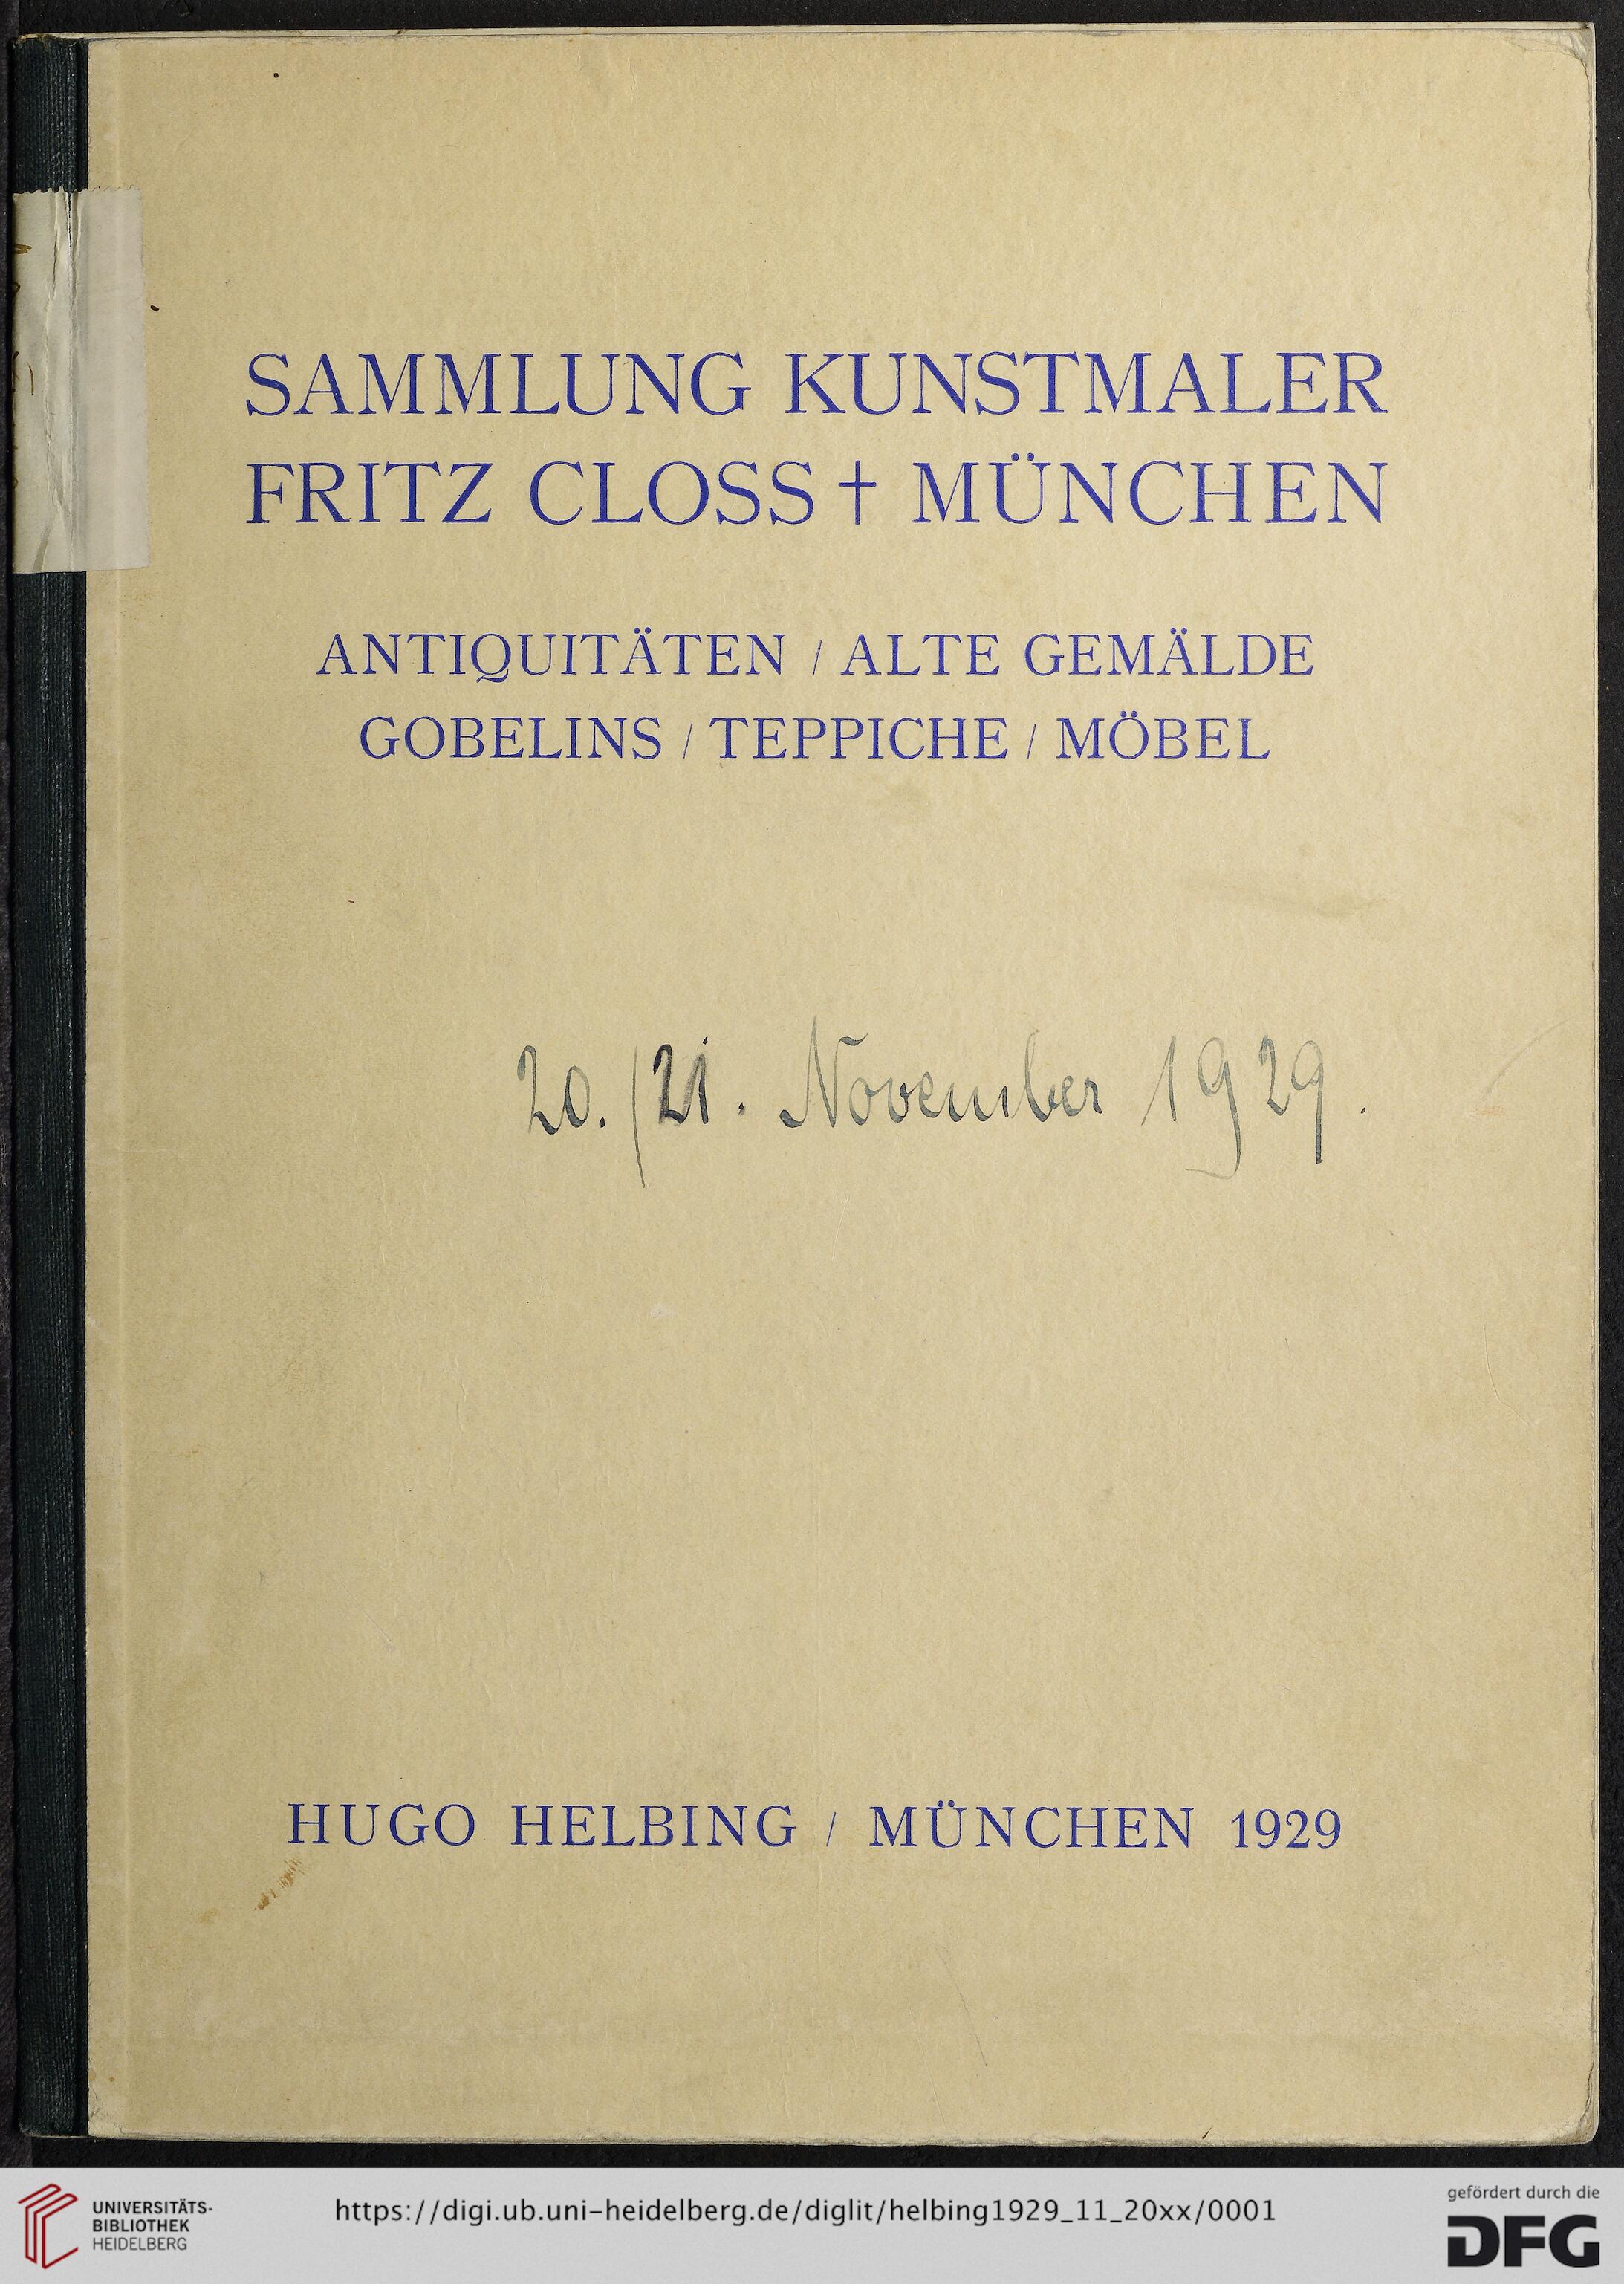 SAMMLUNG KUNSTMALER
FRITZ CLOSS † MÜNCHEN
ANTIQUITÄTEN / ALTE GEMÄLDE
GOBELINS / TEPPICHE / MÖBEL
20./21. November 1929.
HUGO HELBING / MÜNCHEN 1929
UNIVERSITÄTS-
BIBLIOTHEK
HEIDELBERG
https://digi.ub.uni-heidelberg.de/diglit/helbing1929_11_20xx/0001
gefördert durch die
DFG